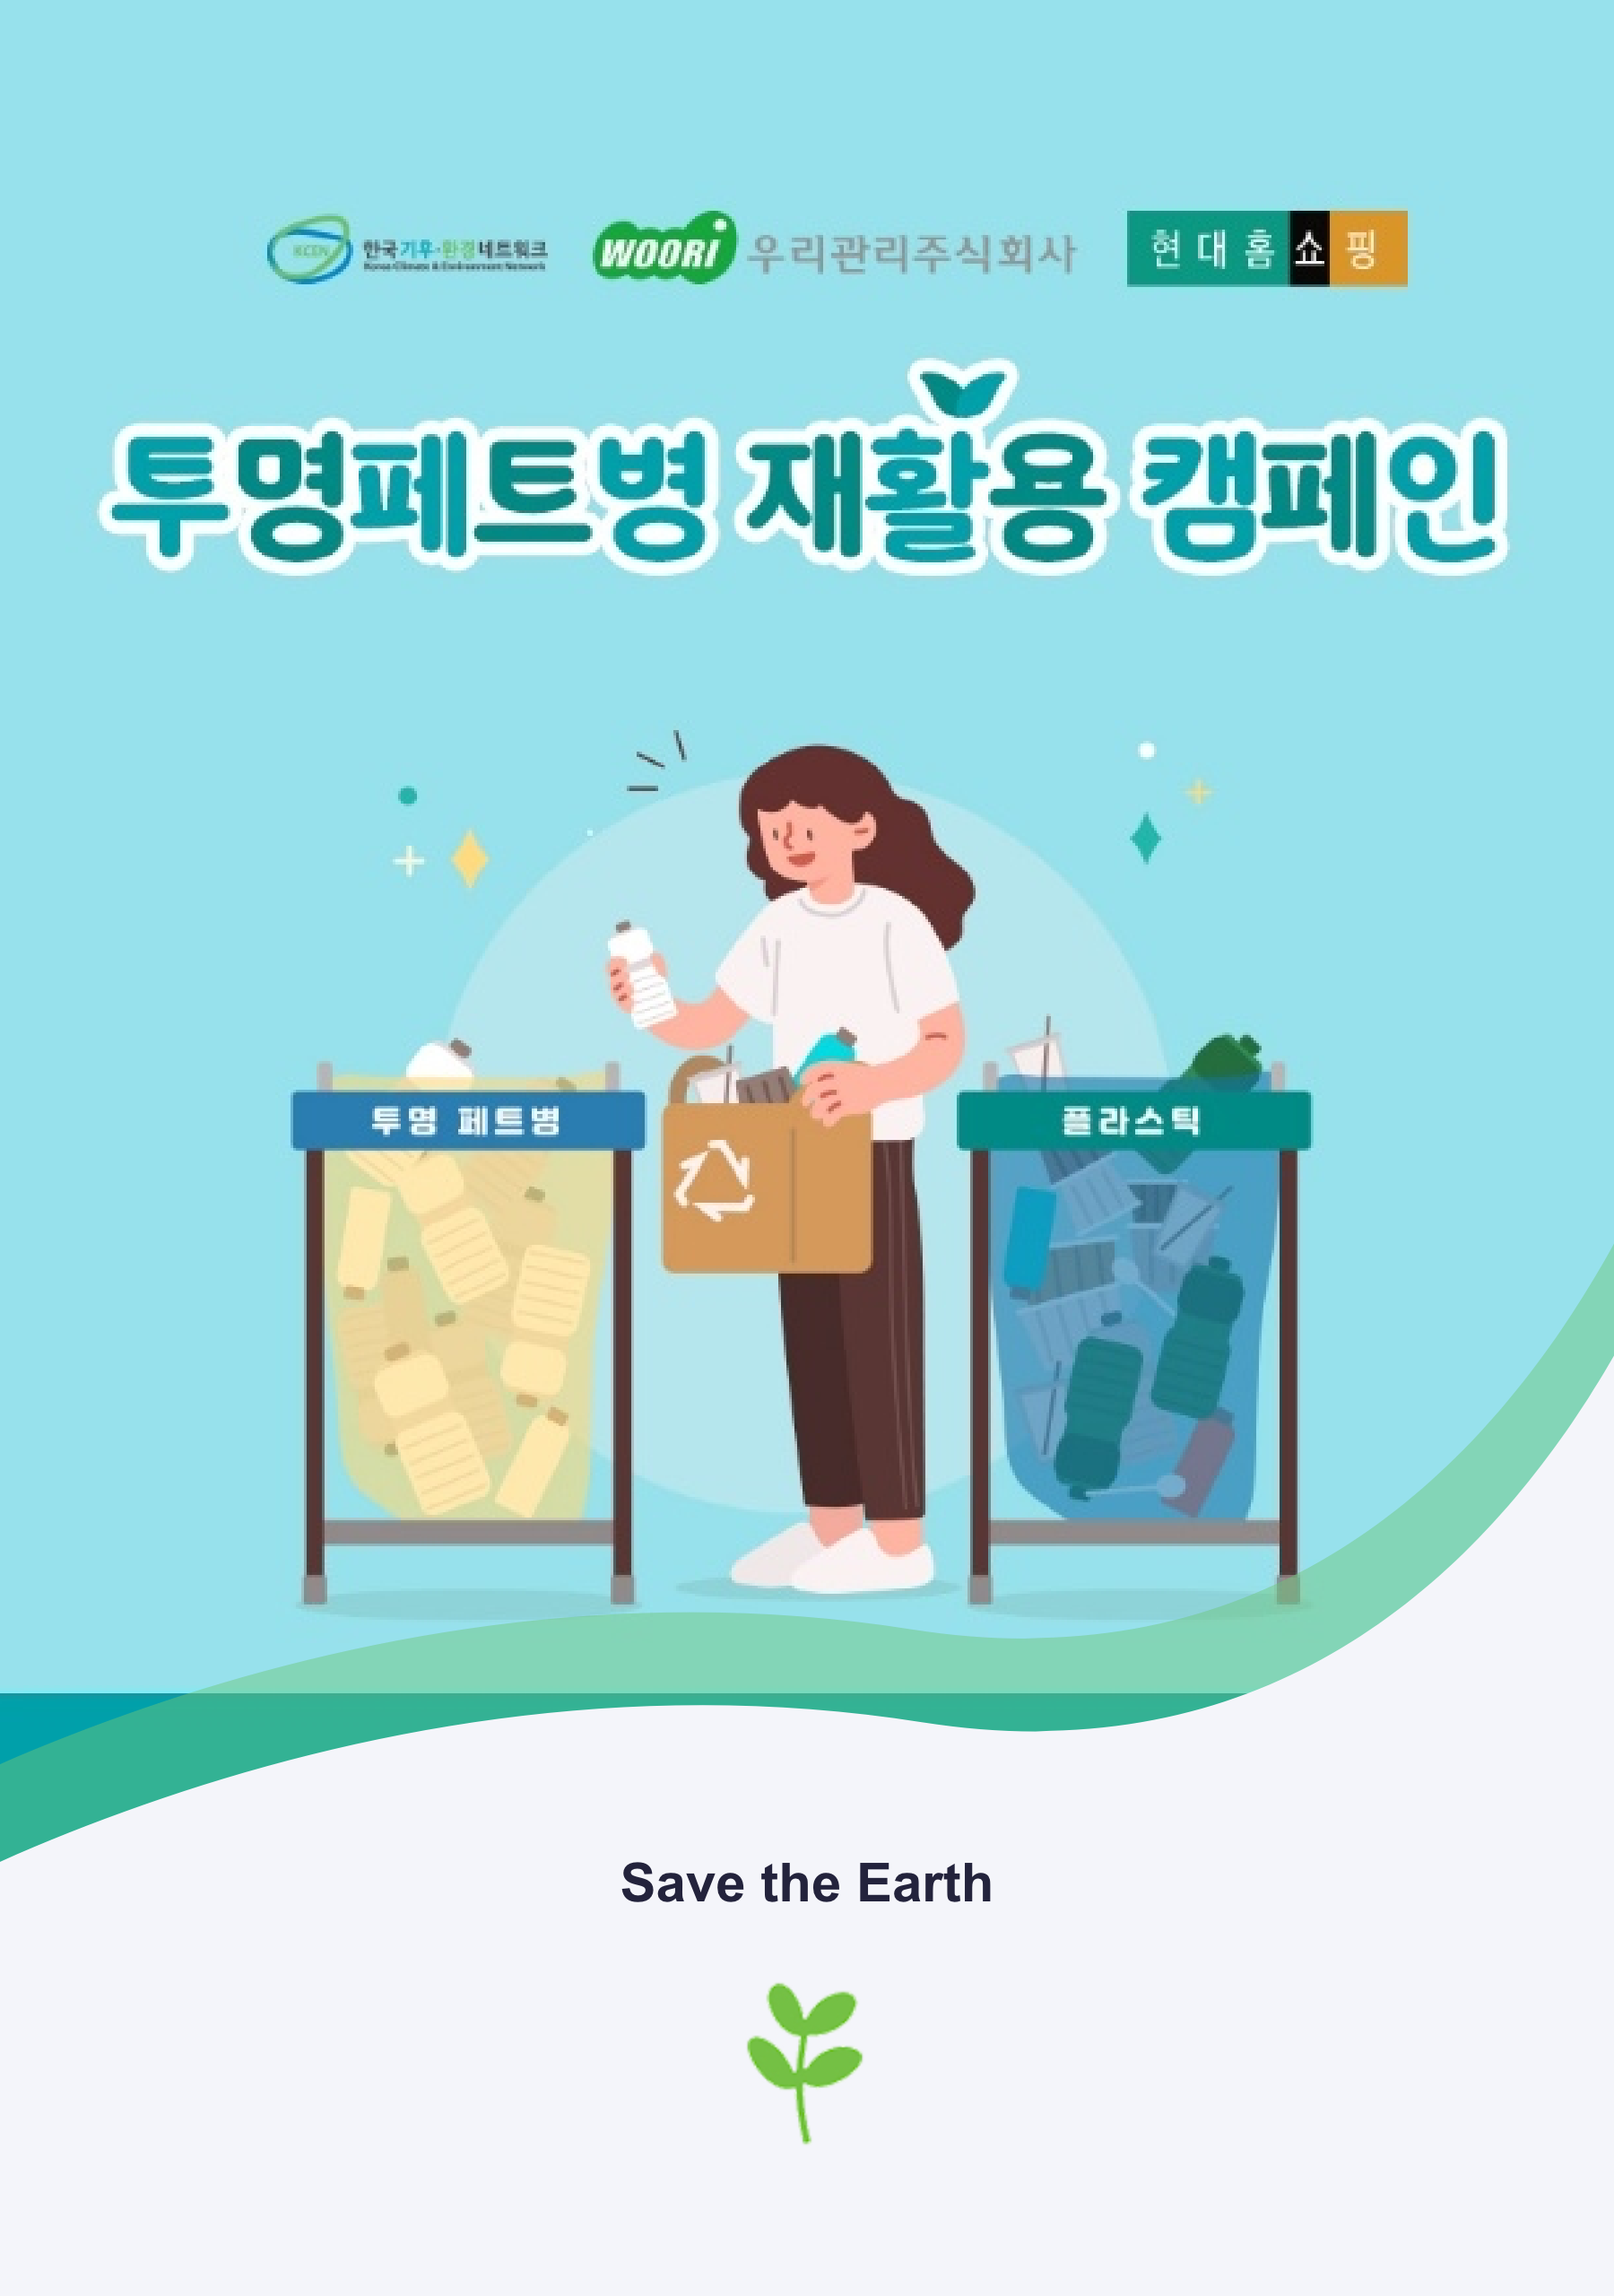 KCEN 한국기후·환경네트워크
Korea Climate & Environment Network
WOORI 우리관리주식회사
현대홈쇼핑
투명페트병 재활용 캠페인
투명 페트병
플라스틱
Save the Earth